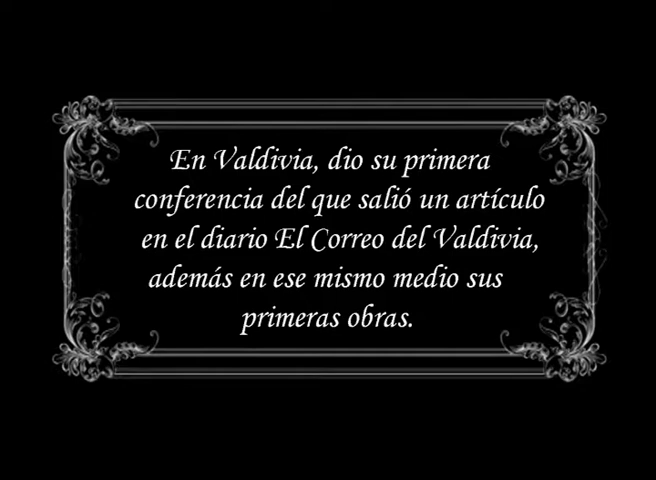 En Valdivia, dio su primera
conferencia del que salió un artículo
en el diario El Correo del Valdivia,
además en ese mismo medio sus
primeras obras.